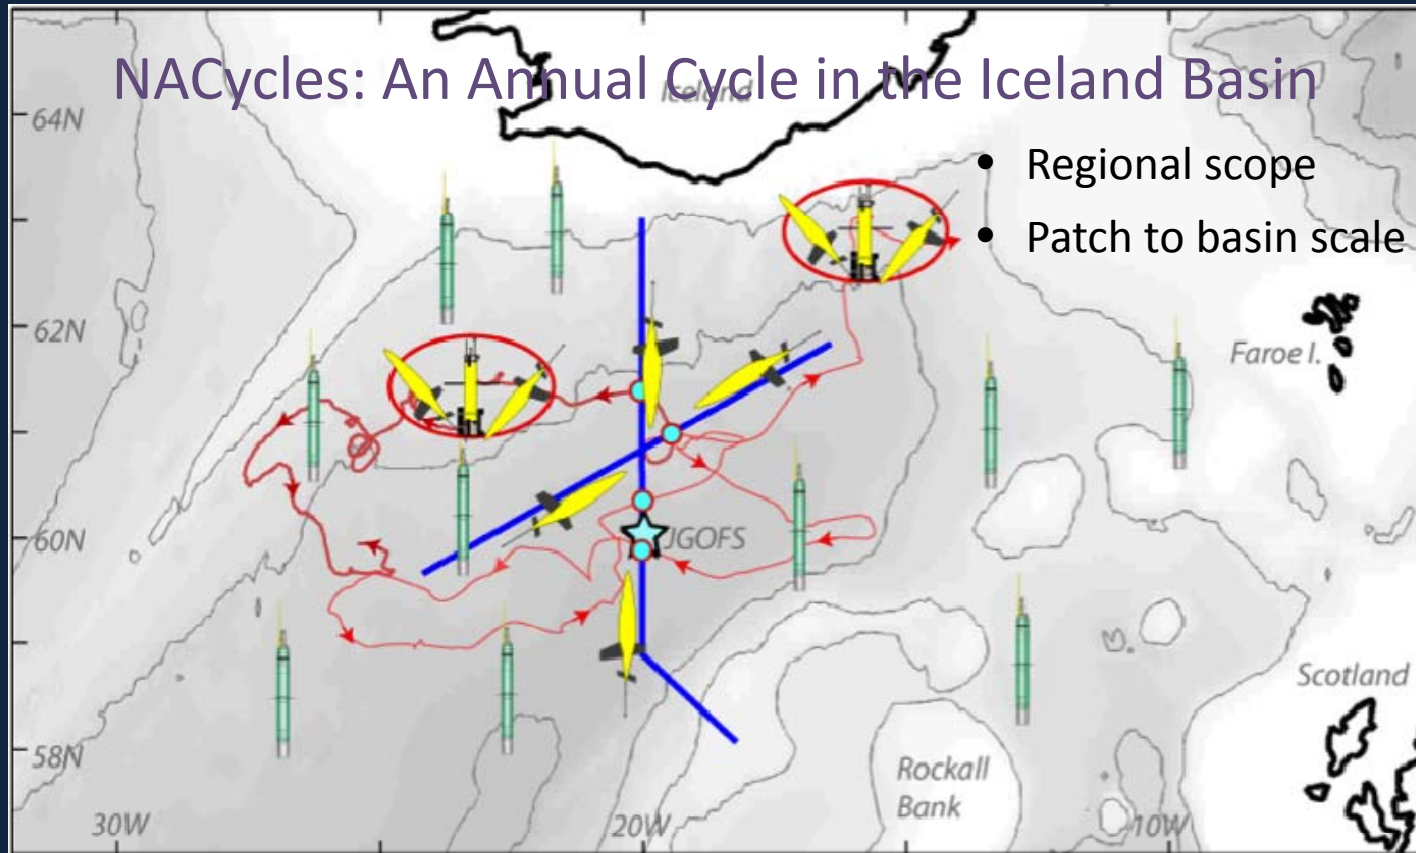 NACycles: An Annual Cycle in the Iceland Basin
Iceland
64N
• Regional scope
• Patch to basin scale
62N
Faroe I.
60N
JGOFS
Scotland
58N
Rockall
Bank
30W
20W
10W